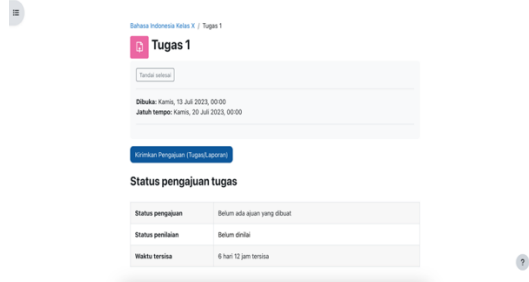 Bahasa Indonesia Kelas X / Tugas 1
Tugas 1
Tandai selesai
Dibuka: Kamis, 13 Juli 2023, 00:00
Jatuh tempo: Kamis, 20 Juli 2023, 00:00
Kirimkan Pengajuan (Tugas/Laporan)
Status pengajuan tugas
Status pengajuan Belum ada ajuan yang dibuat
Status penilaian Belum dinilai
Waktu tersisa 6 hari 12 jam tersisa
?